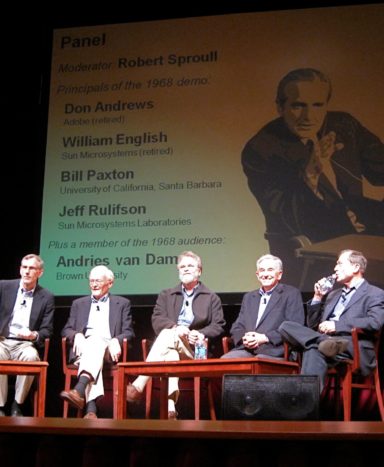 Panel
Moderator: Robert Sproull
Principals of the 1968 demo:
Don Andrews
Adobe (retired)
William English
Sun Microsystems (retired)
Bill Paxton
University of California, Santa Barbara
Jeff Rulifson
Sun Microsystems Laboratories
Plus a member of the 1968 audience:
Andries van Dam
Brown University